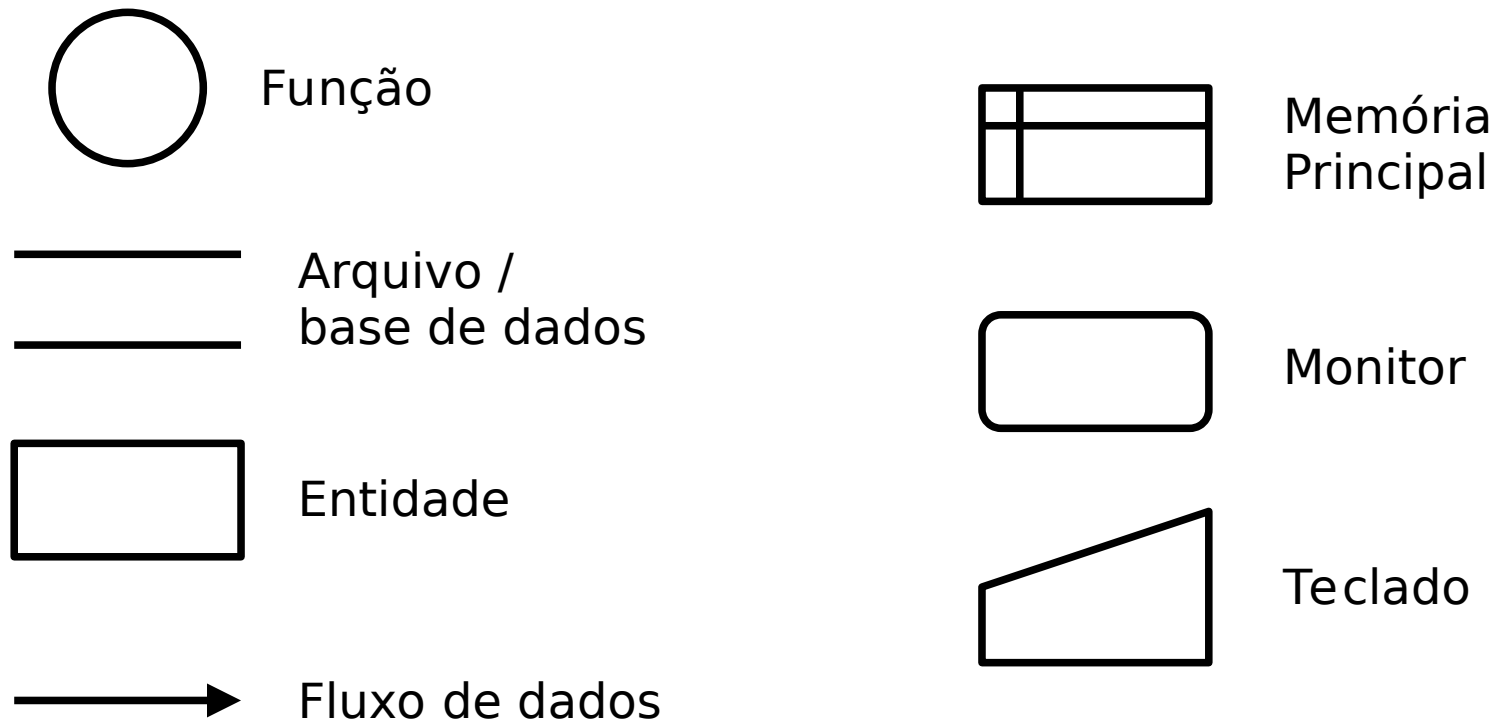 Função
Arquivo /
base de dados
Entidade
Fluxo de dados
Memória
Principal
Monitor
Teclado